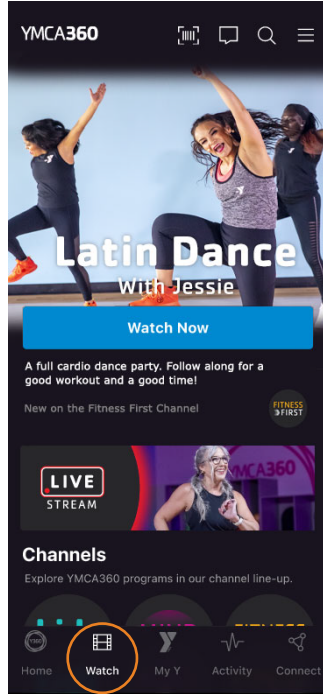 YMCA360
Latin Dance
With Jessie
Watch Now
A full cardio dance party. Follow along for a
good workout and a good time!
New on the Fitness First Channel
FITNESS
FIRST
LIVE
STREAM
YMCA360
Channels
Explore YMCA360 programs in our channel line-up.
FITNESS
Y360
Home
Watch
My Y
Activity
Connect